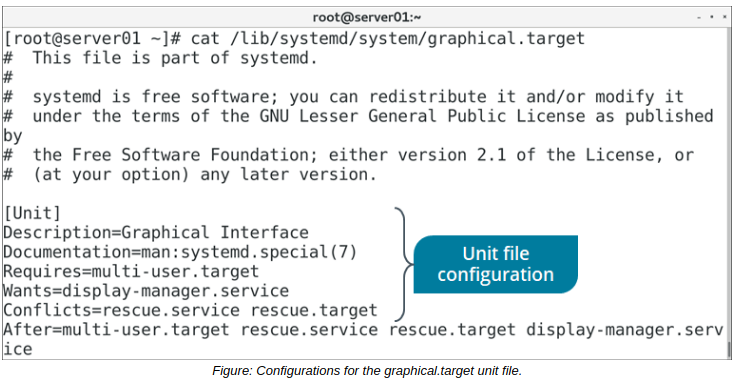 root@server01:~
[root@server01 ~]# cat /lib/systemd/system/graphical.target
#  This file is part of systemd.
#
#  systemd is free software; you can redistribute it and/or modify it
#  under the terms of the GNU Lesser General Public License as published
by
#  the Free Software Foundation; either version 2.1 of the License, or
#  (at your option) any later version.
[Unit]
Description=Graphical Interface
Documentation=man:systemd.special(7)
Requires=multi-user.target
Wants=display-manager.service
Conflicts=rescue.service rescue.target
After=multi-user.target rescue.service rescue.target display-manager.serv
ice
Unit file
configuration
Figure: Configurations for the graphical.target unit file.